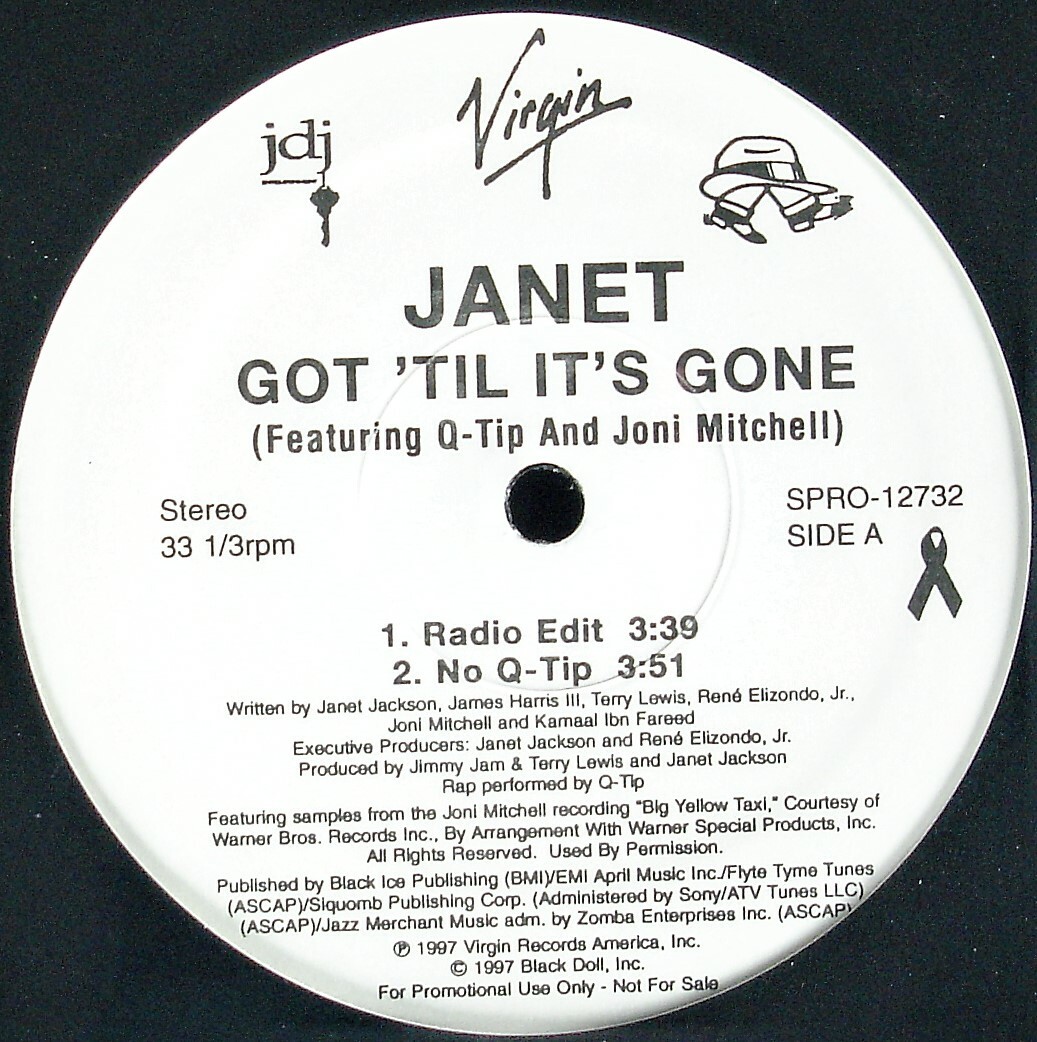 Virgin
jdj
JANET
GOT 'TIL IT'S GONE
(Featuring Q-Tip And Joni Mitchell)
Stereo
33 1/3rpm
SPRO-12732
SIDE A
1. Radio Edit 3:39
2. No Q-Tip 3:51
Written by Janet Jackson, James Harris III, Terry Lewis, René Elizondo, Jr.,
Joni Mitchell and Kamaal Ibn Fareed
Executive Producers: Janet Jackson and René Elizondo, Jr.
Produced by Jimmy Jam & Terry Lewis and Janet Jackson
Rap performed by Q-Tip
Featuring samples from the Joni Mitchell recording "Big Yellow Taxi," Courtesy of
Warner Bros. Records Inc., By Arrangement With Warner Special Products, Inc.
All Rights Reserved. Used By Permission.
Published by Black Ice Publishing (BMI)/EMI April Music Inc./Flyte Tyme Tunes
(ASCAP)/Siquomb Publishing Corp. (Administered by Sony/ATV Tunes LLC)
(ASCAP)/Jazz Merchant Music adm. by Zomba Enterprises Inc. (ASCAP)
℗ 1997 Virgin Records America, Inc.
© 1997 Black Doll, Inc.
For Promotional Use Only - Not For Sale